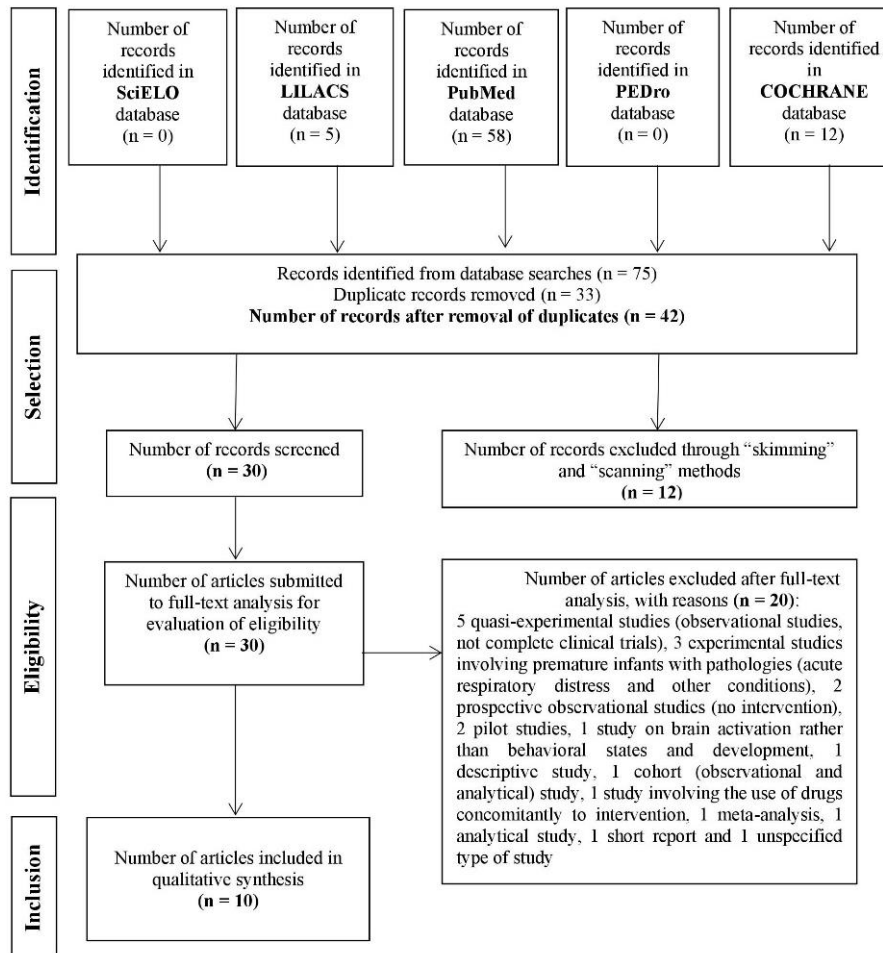 Identification
Number of
records
identified in
SciELO
database
(n = 0)
Number of
records
identified in
LILACS
database
(n = 5)
Number of
records
identified in
PubMed
database
(n = 58)
Number of
records
identified in
PEDro
database
(n = 0)
Number of
records identified
in
COCHRANE
database
(n = 12)
Selection
Records identified from database searches (n = 75)
Duplicate records removed (n = 33)
Number of records after removal of duplicates (n = 42)
Number of records screened
(n = 30)
Number of records excluded through “skimming”
and “scanning” methods
(n = 12)
Eligibility
Number of articles submitted
to full-text analysis for
evaluation of eligibility
(n = 30)
Number of articles excluded after full-text
analysis, with reasons (n = 20):
5 quasi-experimental studies (observational studies,
not complete clinical trials), 3 experimental studies
involving premature infants with pathologies (acute
respiratory distress and other conditions), 2
prospective observational studies (no intervention),
2 pilot studies, 1 study on brain activation rather
than behavioral states and development, 1
descriptive study, 1 cohort (observational and
analytical) study, 1 study involving the use of drugs
concomitantly to intervention, 1 meta-analysis, 1
analytical study, 1 short report and 1 unspecified
type of study
Inclusion
Number of articles included in
qualitative synthesis
(n = 10)